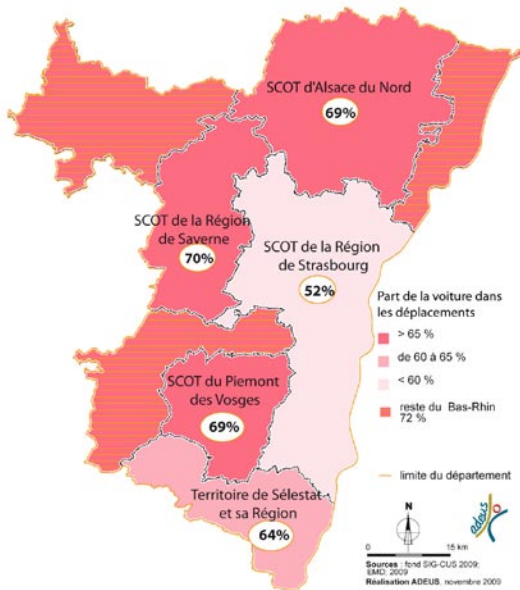 SCOT d'Alsace du Nord
69%
SCOT de la Région
de Saverne
70%
SCOT de la Région
de Strasbourg
52%
Part de la voiture dans
les déplacements
> 65 %
de 60 à 65 %
< 60 %
reste du Bas-Rhin
72 %
SCOT du Piemont
des Vosges
69%
limite du département
Territoire de Sélestat
et sa Région
64%
N
adeus
0 15 km
Sources : fond SIG-CUS 2009;
EMD; 2009
Réalisation ADEUS, novembre 2009